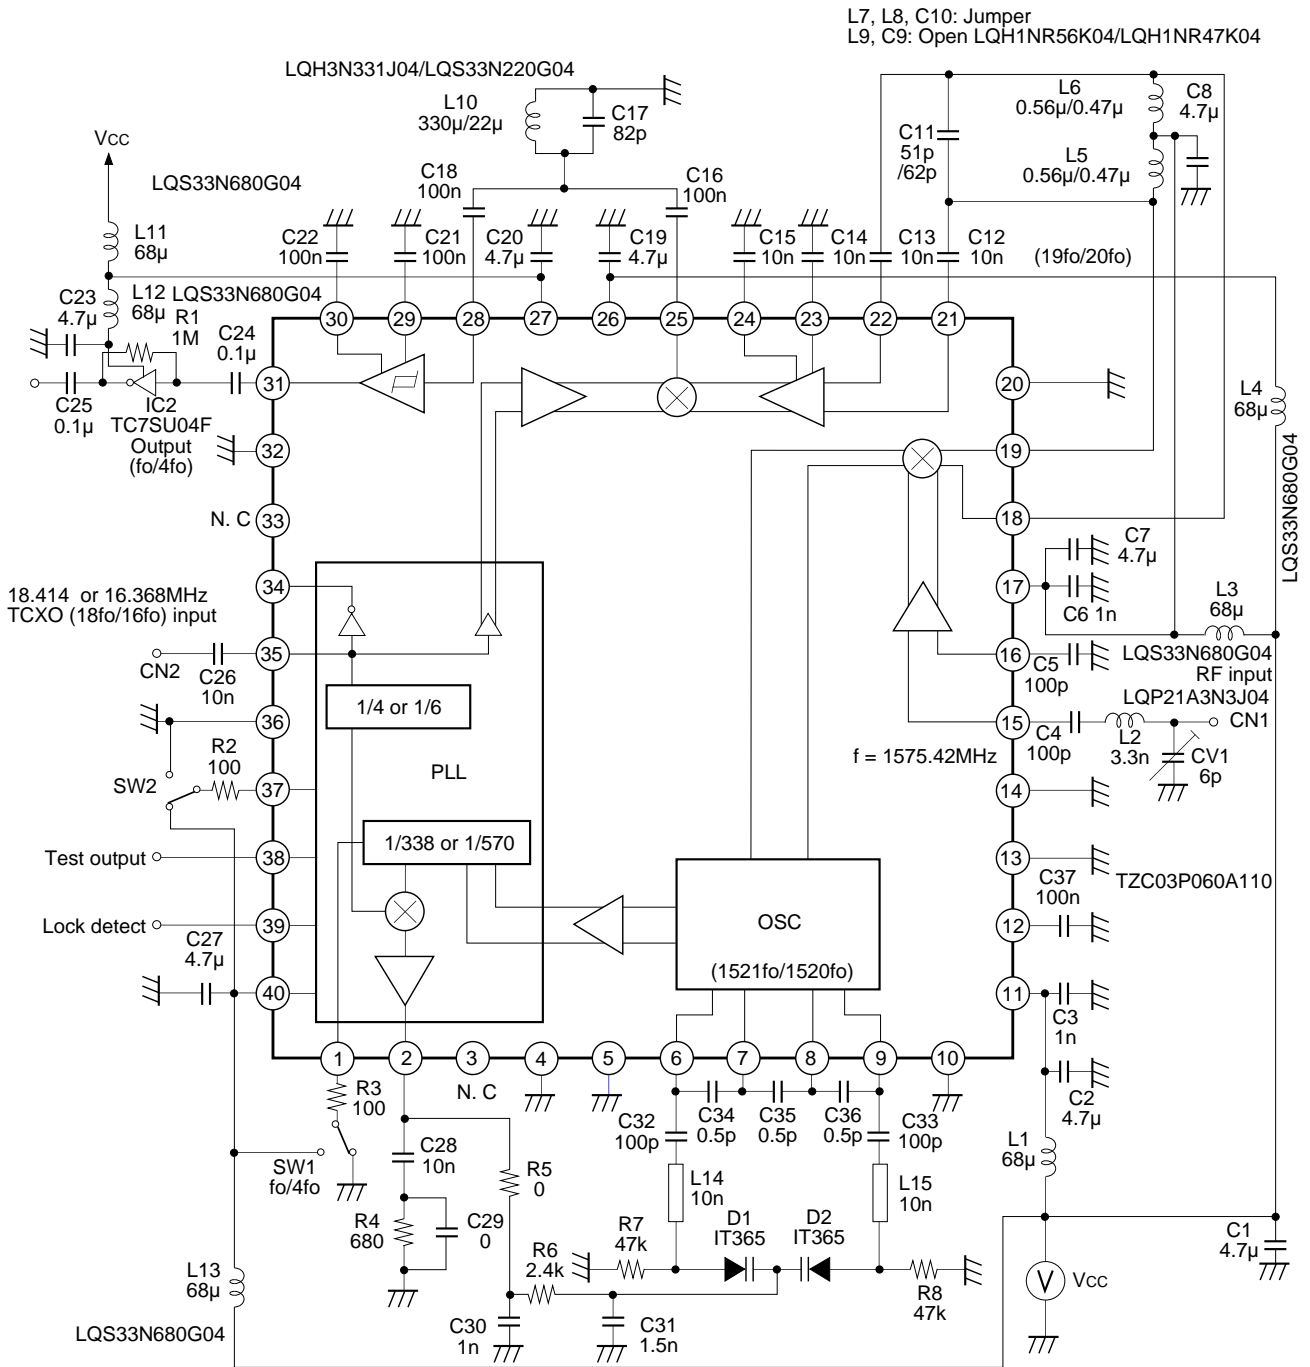 L7, L8, C10: Jumper
L9, C9: Open LQH1NR56K04/LQH1NR47K04
LQH3N331J04/LQS33N220G04
L10
330µ/22µ
C17
82p
L6
0.56µ/0.47µ
C8
4.7µ
C11
51p
/62p
L5
0.56µ/0.47µ
VCC
LQS33N680G04
C18
100n
C16
100n
L11
68µ
C22
100n
C21
100n
C20
4.7µ
C19
4.7µ
C15
10n
C14
10n
C13
10n
C12
10n
(19fo/20fo)
C23
4.7µ
L12
68µ
LQS33N680G04
R1
1M
C24
0.1µ
30
29
28
27
26
25
24
23
22
21
31
20
C25
0.1µ
IC2
TC7SU04F
Output
(fo/4fo)
L4
68µ
LQS33N680G04
32
19
N. C
33
18
C7
4.7µ
34
17
C6 1n
L3
68µ
18.414 or 16.368MHz
TCXO (18fo/16fo) input
35
CN2
C26
10n
16
C5
100p
LQS33N680G04
RF input
LQP21A3N3J04
1/4 or 1/6
36
15
C4
100p
L2
3.3n
CN1
CV1
6p
f = 1575.42MHz
R2
100
SW2
37
PLL
14
1/338 or 1/570
Test output
38
13
TZC03P060A110
C37
100n
Lock detect
39
12
OSC
(1521fo/1520fo)
C27
4.7µ
40
11
C3
1n
1
2
3
4
5
6
7
8
9
10
N. C
C2
4.7µ
R3
100
C32
100p
C34
0.5p
C35
0.5p
C36
0.5p
C33
100p
L1
68µ
SW1
fo/4fo
C28
10n
R5
0
L14
10n
L15
10n
R4
680
C29
0
R7
47k
D1
IT365
D2
IT365
C1
4.7µ
L13
68µ
R6
2.4k
R8
47k
V
VCC
LQS33N680G04
C30
1n
C31
1.5n